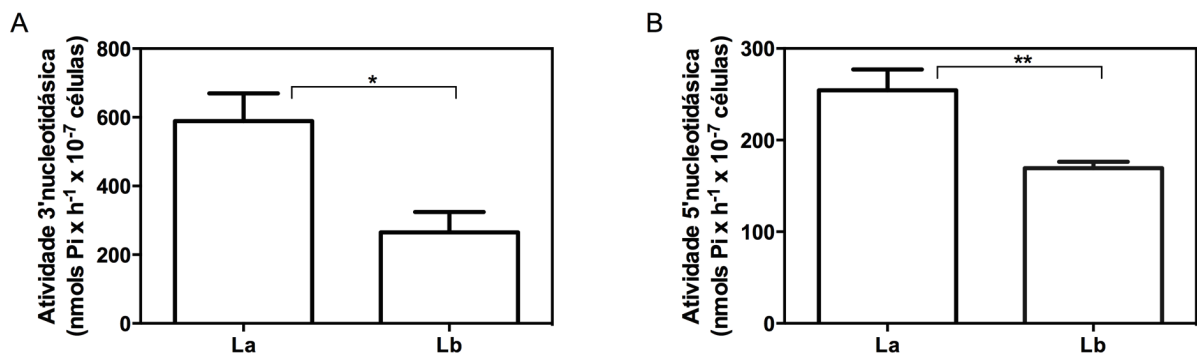 A
Atividade 3'nucleotidásica
(nmols Pi x h⁻¹ x 10⁻⁷ células)
800
600
400
200
0
*
La
Lb
B
Atividade 5'nucleotidásica
(nmols Pi x h⁻¹ x 10⁻⁷ células)
300
200
100
0
**
La
Lb